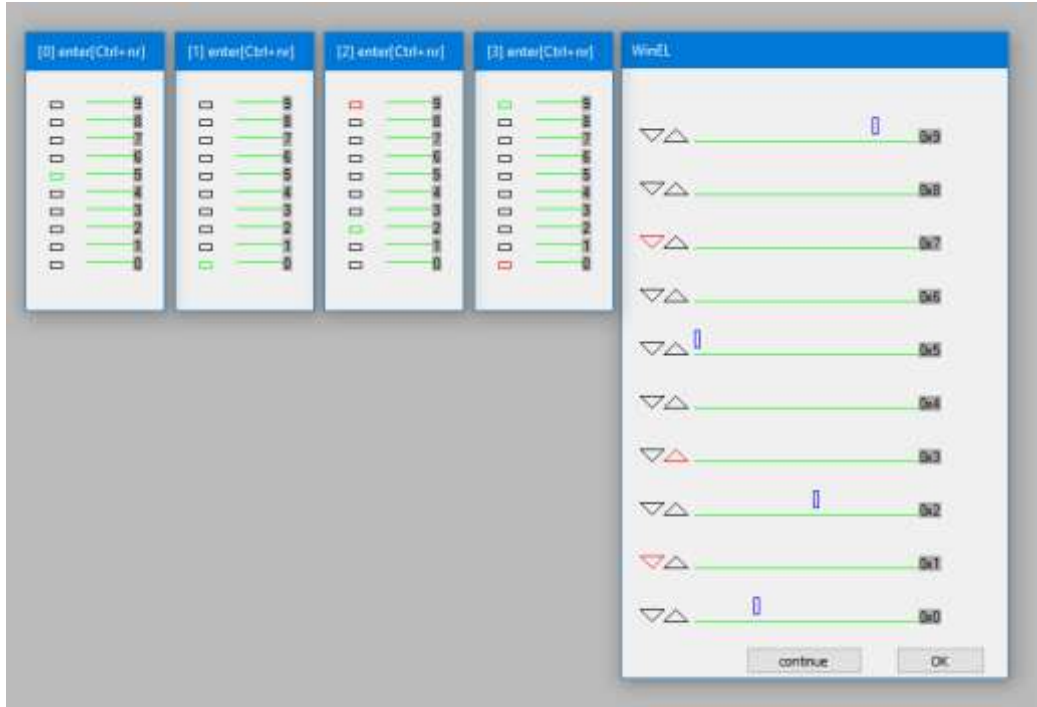 [0] enter[Ctrl+nr]
9
8
7
6
5
4
3
2
1
0
[1] enter[Ctrl+nr]
9
8
7
6
5
4
3
2
1
0
[2] enter[Ctrl+nr]
9
8
7
6
5
4
3
2
1
0
[3] enter[Ctrl+nr]
9
8
7
6
5
4
3
2
1
0
WinEL
0x9
0x8
0x7
0x6
0x5
0x4
0x3
0x2
0x1
0x0
continue
OK